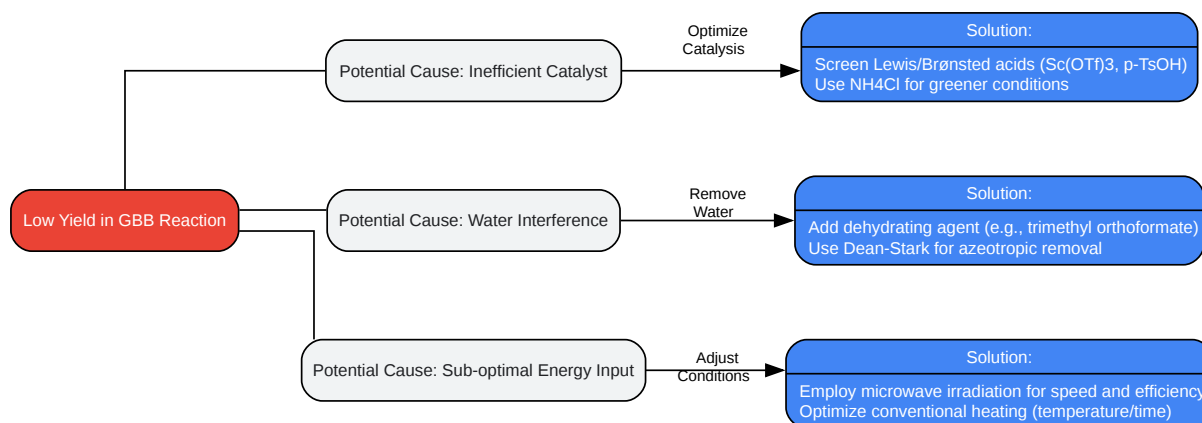 Optimize
Catalysis
Solution:
Potential Cause: Inefficient Catalyst
Screen Lewis/Brønsted acids (Sc(OTf)3, p-TsOH)
Use NH4Cl for greener conditions
Low Yield in GBB Reaction
Remove
Water
Solution:
Potential Cause: Water Interference
Add dehydrating agent (e.g., trimethyl orthoformate)
Use Dean-Stark for azeotropic removal
Adjust
Conditions
Solution:
Potential Cause: Sub-optimal Energy Input
Employ microwave irradiation for speed and efficiency
Optimize conventional heating (temperature/time)